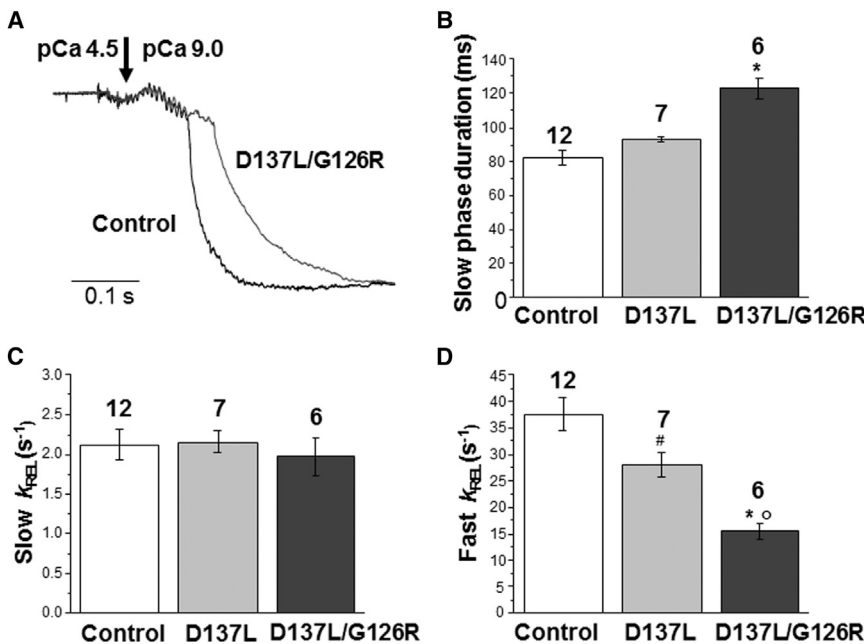 A
pCa 4.5 pCa 9.0
D137L/G126R
Control
0.1 s
B
Slow phase duration (ms)
140
120
100
80
60
40
20
0
12
7
6
*
Control D137L D137L/G126R
C
Slow kREL(s-1)
3.0
2.5
2.0
1.5
1.0
0.5
0.0
12
7
6
Control D137L D137L/G126R
D
Fast kREL(s-1)
45
40
35
30
25
20
15
10
5
0
12
7
#
6
* o
Control D137L D137L/G126R